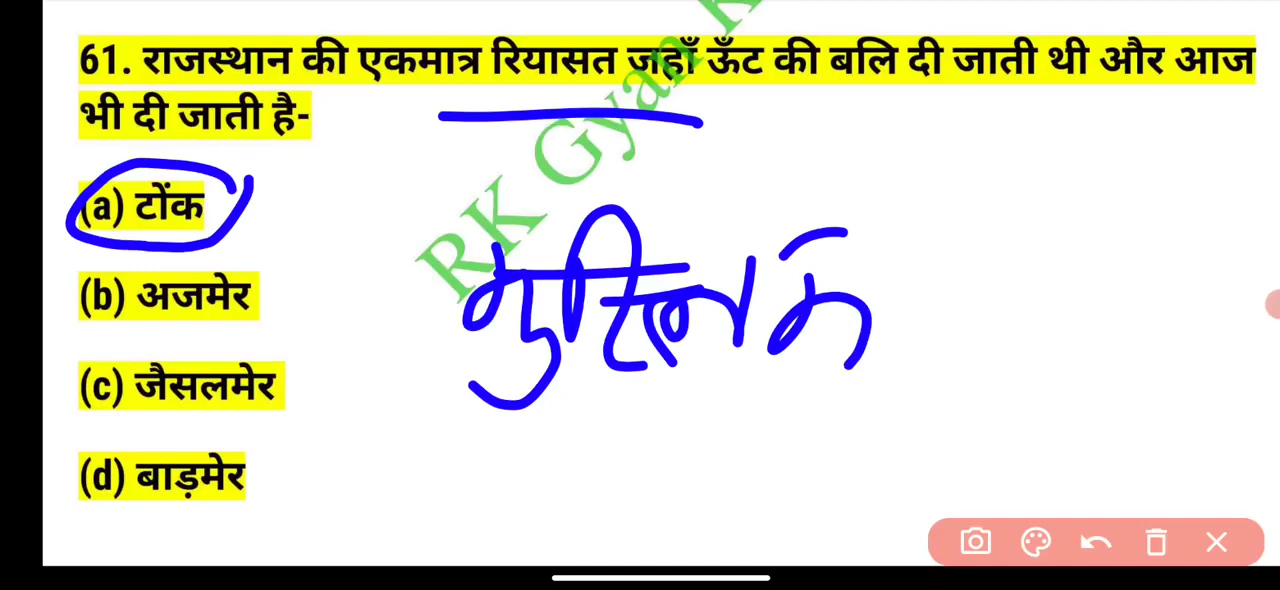 61. राजस्थान की एकमात्र रियासत जहाँ ऊँट की बलि दी जाती थी और आज
भी दी जाती है-
(a) टोंक
(b) अजमेर
(c) जैसलमेर
(d) बाड़मेर
RK Gyan